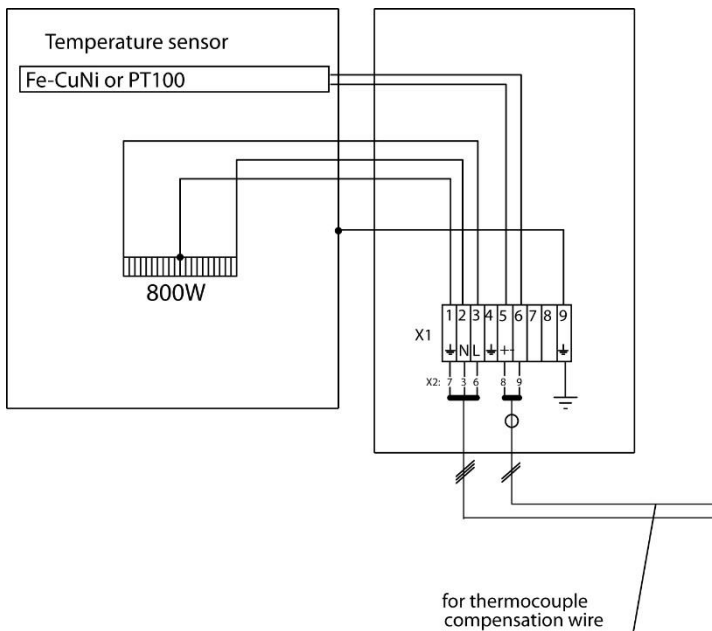 Temperature sensor
Fe-CuNi or PT100
800W
X1
1 2 3 4 5 6 7 8 9
N L + -
X2: 7 3 6 8 9
for thermocouple
compensation wire